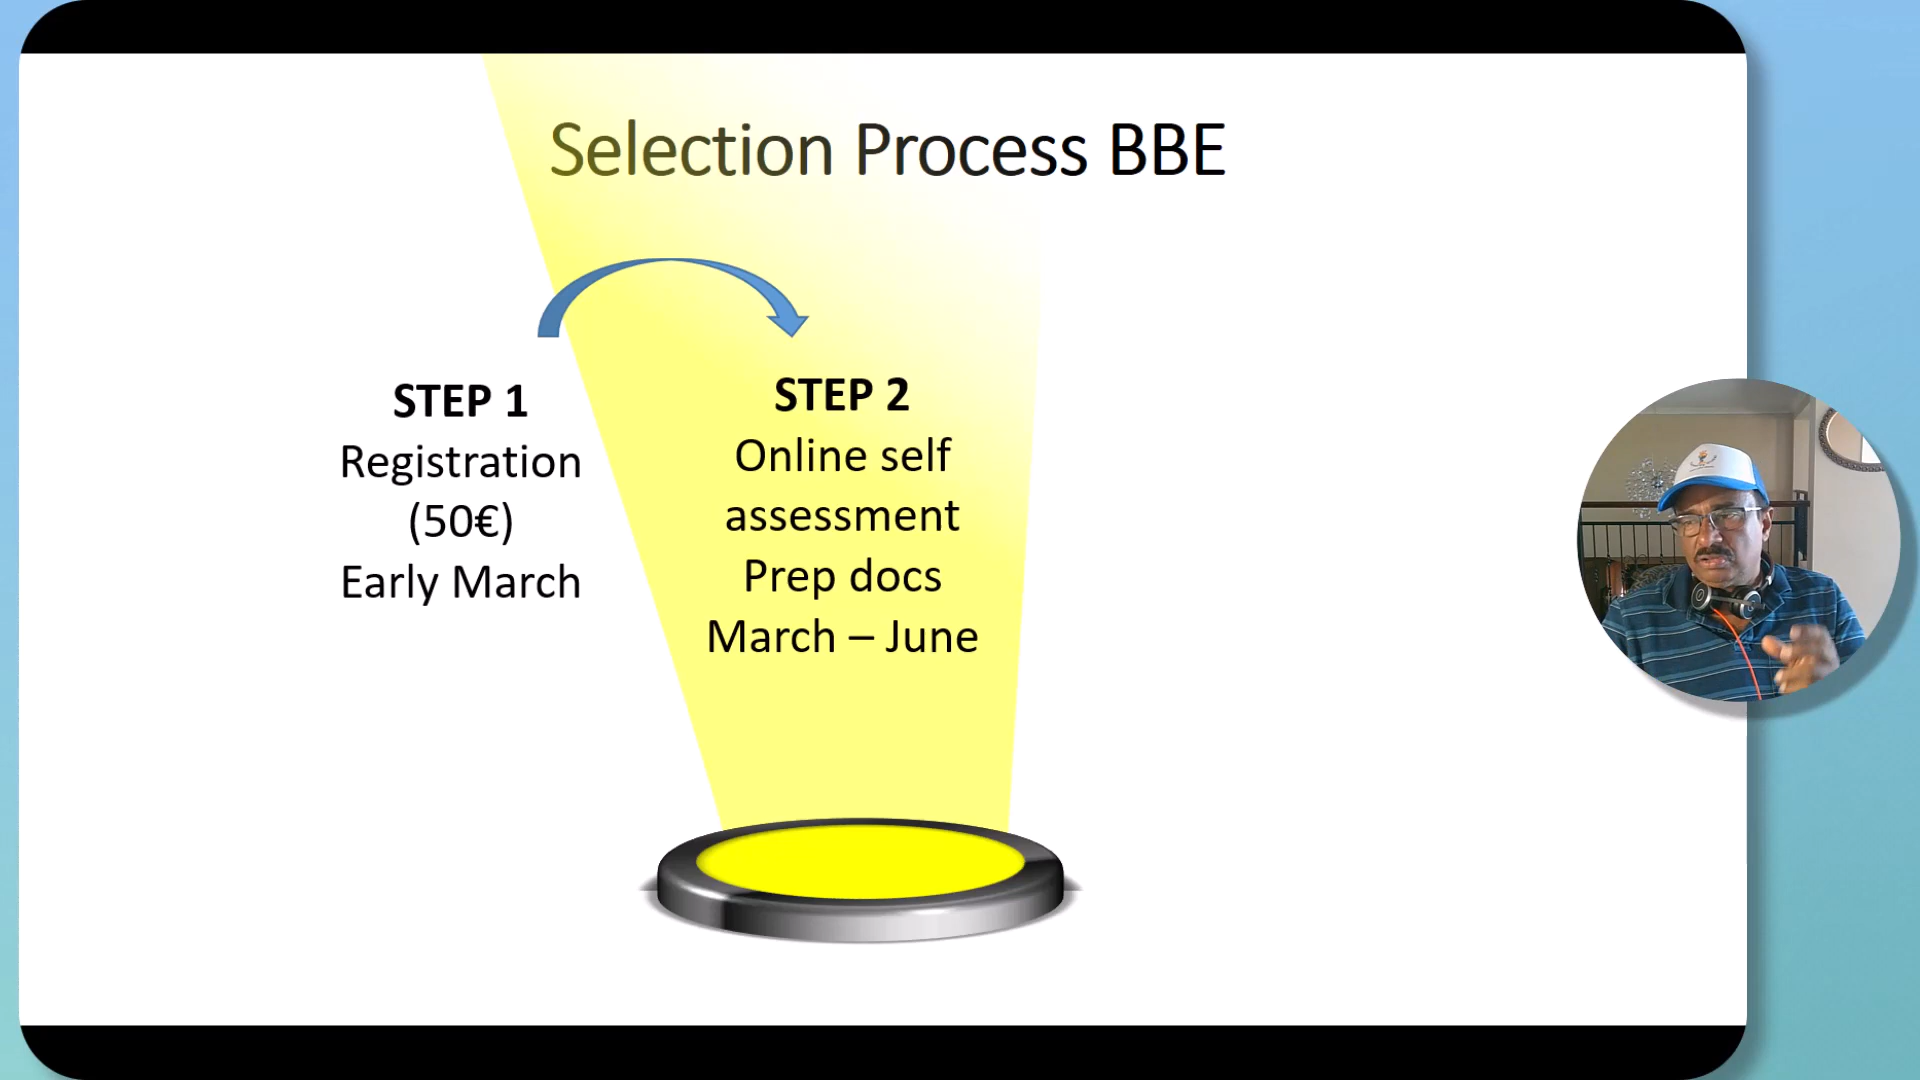 Selection Process BBE
STEP 1
Registration
(50€)
Early March
STEP 2
Online self
assessment
Prep docs
March – June